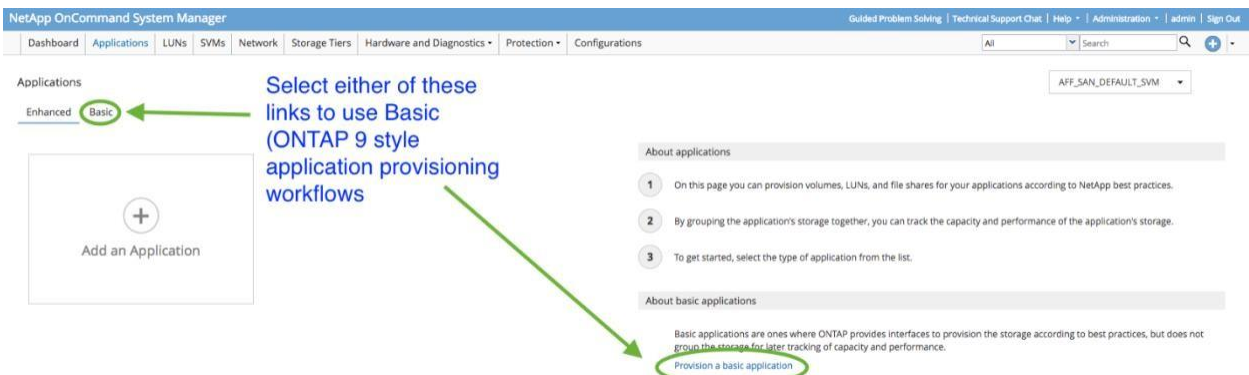 NetApp OnCommand System Manager
Guided Problem Solving | Technical Support Chat | Help | Administration | admin | Sign Out
Dashboard Applications LUNs SVMs Network Storage Tiers Hardware and Diagnostics Protection Configurations
All Search
Applications
AFF_SAN_DEFAULT_SVM
Enhanced Basic
Select either of these
links to use Basic
(ONTAP 9 style
application provisioning
workflows
Add an Application
About applications
1 On this page you can provision volumes, LUNs, and file shares for your applications according to NetApp best practices.
2 By grouping the application's storage together, you can track the capacity and performance of the application's storage.
3 To get started, select the type of application from the list.
About basic applications
Basic applications are ones where ONTAP provides interfaces to provision the storage according to best practices, but does not
group the storage for later tracking of capacity and performance.
Provision a basic application